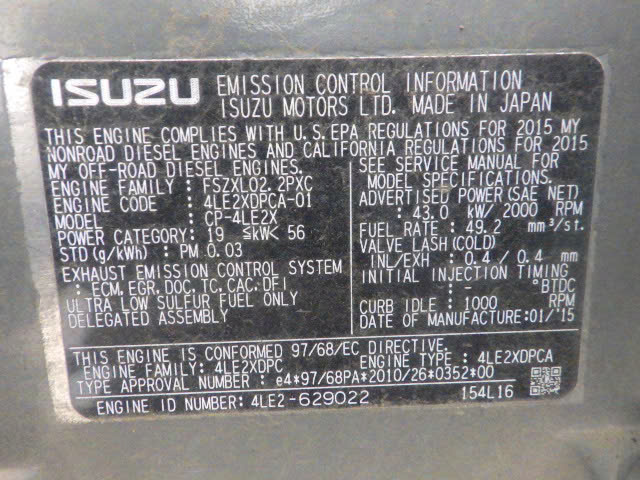 ISUZU EMISSION CONTROL INFORMATION
ISUZU MOTORS LTD. MADE IN JAPAN
THIS ENGINE COMPLIES WITH U.S.EPA REGULATIONS FOR 2015 MY
NONROAD DIESEL ENGINES AND CALIFORNIA REGULATIONS FOR 2015
MY OFF-ROAD DIESEL ENGINES.
ENGINE FAMILY : FSZXL02.2PXC
ENGINE CODE : 4LE2XDPCA-01
MODEL : CP-4LE2X
POWER CATEGORY: 19 ≦kW< 56
STD (g/kWh) : PM 0.03
EXHAUST EMISSION CONTROL SYSTEM
: ECM, EGR, DOC, TC, CAC, DFI
ULTRA LOW SULFUR FUEL ONLY
DELEGATED ASSEMBLY
SEE SERVICE MANUAL FOR
MODEL SPECIFICATION.
ADVERTISED POWER (SAE NET)
: 43.0 kW/ 2000 RPM
FUEL RATE : 49.2 mm³/st.
VALVE LASH (COLD)
INL/EXH : 0.4 / 0.4 mm
INITIAL INJECTION TIMING
: - °BTDC
CURB IDLE : 1000 RPM
DATE OF MANUFACTURE:01/'15
THIS ENGINE IS CONFORMED 97/68/EC DIRECTIVE.
ENGINE FAMILY: 4LE2XDPC ENGINE TYPE : 4LE2XDPCA
TYPE APPROVAL NUMBER : e4*97/68PA*2010/26*0352*00
ENGINE ID NUMBER: 4LE2-629022 154L16